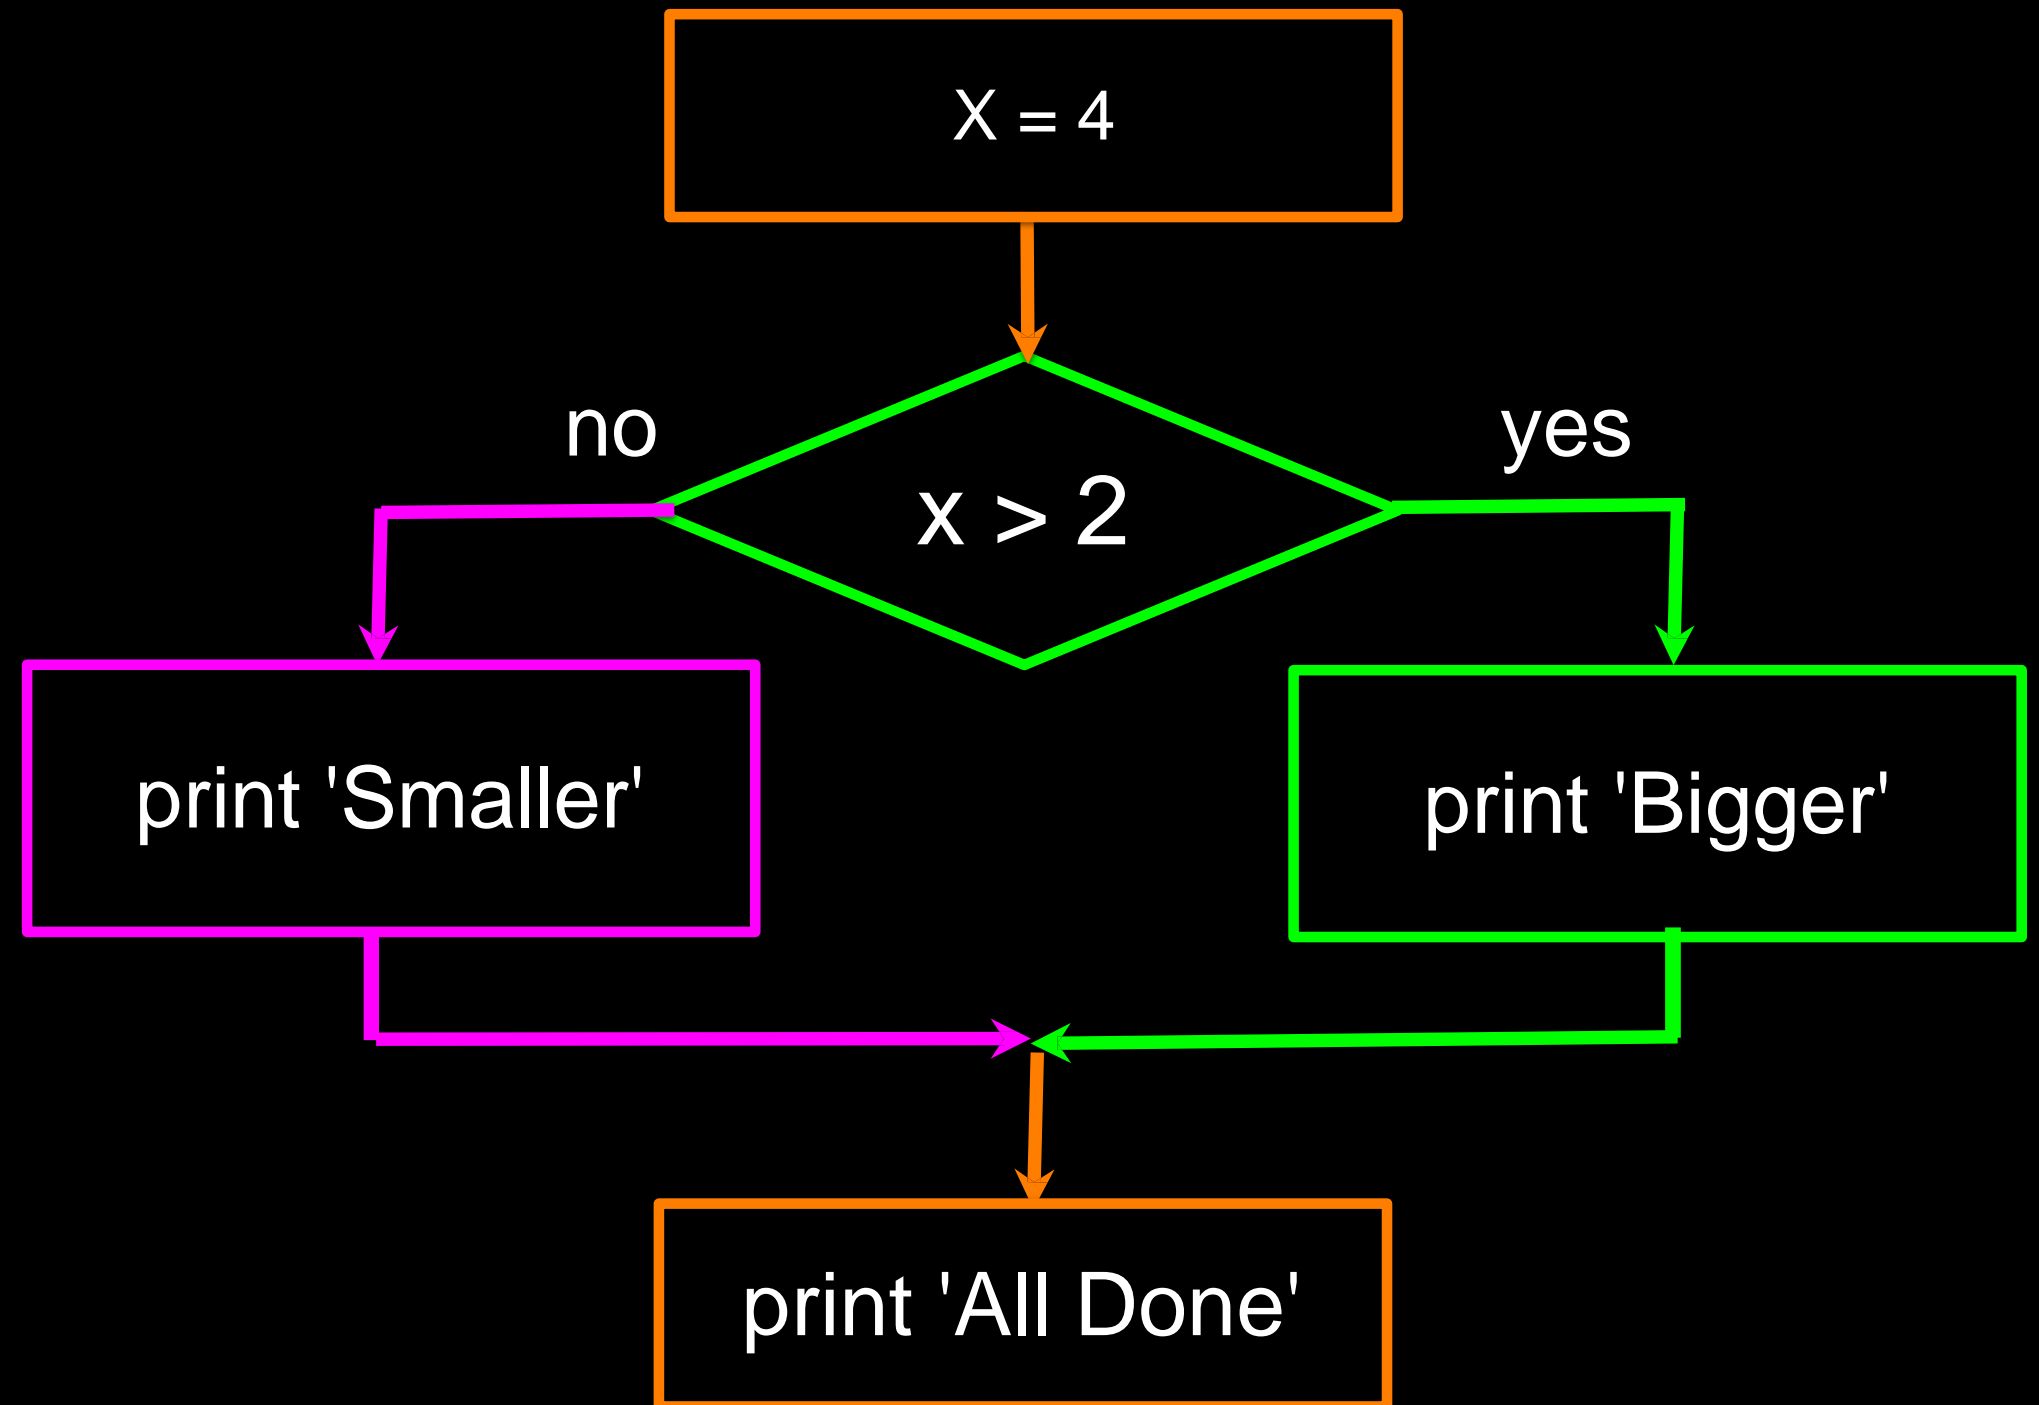 X = 4
no
yes
x > 2
print 'Smaller'
print 'Bigger'
print 'All Done'